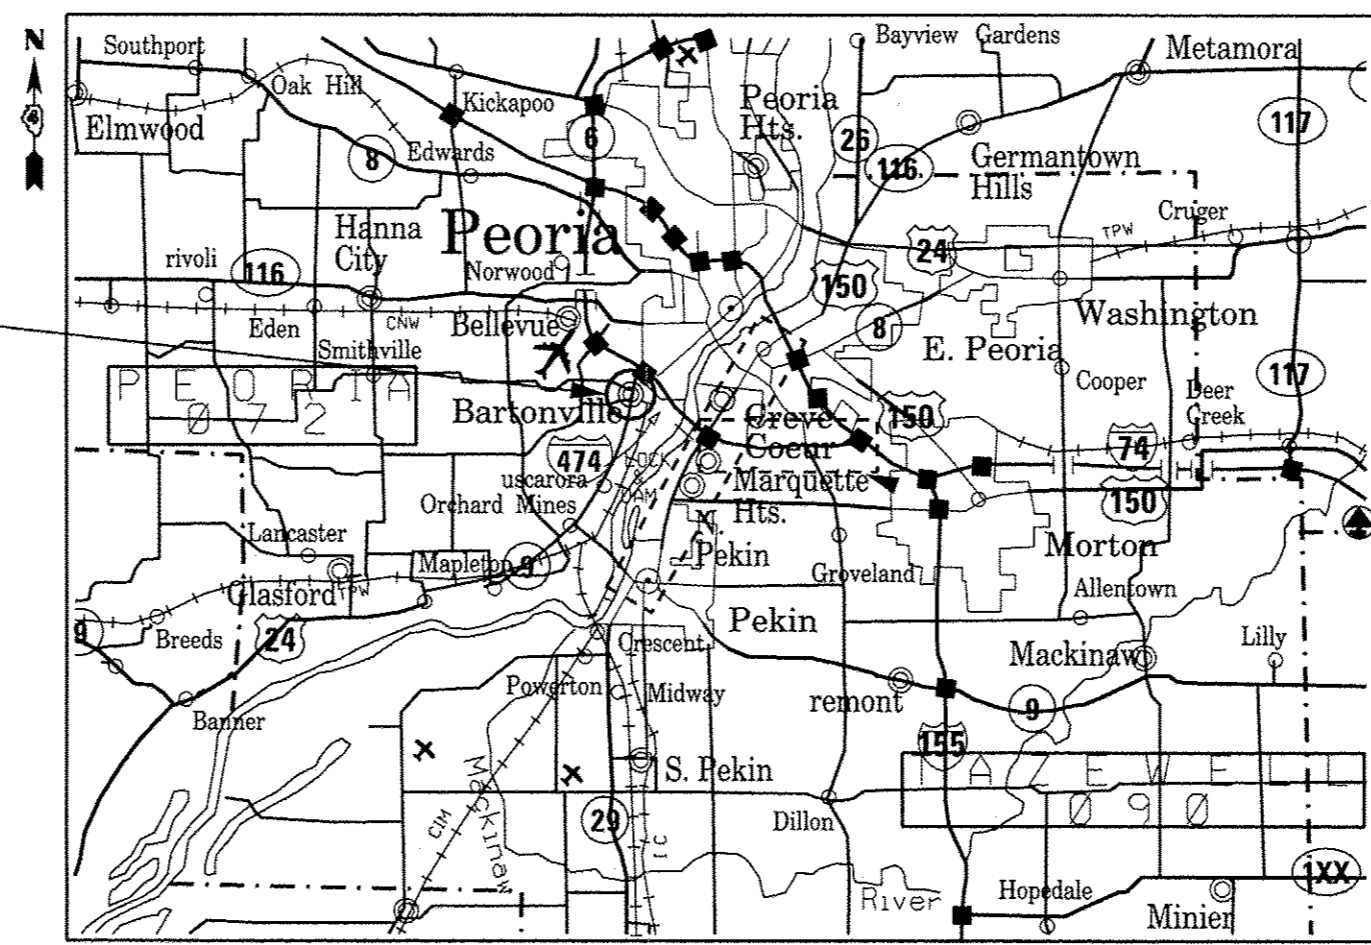 N
4
Southport
Bayview Gardens
Metamora
Oak Hill
Kickapoo
Peoria
Hts.
Elmwood
6
26
117
8
Edwards
116
Germantown
Hills
Peoria
Cruger
Hanna
City
TPW
24
rivoli
116
Norwood
150
Eden
CNW
Bellevue
8
Washington
Smithville
E. Peoria
PEORIA
072
Cooper
117
Deer
Creek
Bartonville
Creve
Coeur
150
474
LOCK
&
DAM
74
uscarora
Marquette
Hts.
150
Orchard Mines
Lancaster
N.
Pekin
Morton
Mapleton
9
Groveland
Glasford
TPW
Allentown
9
Breeds
24
Pekin
Crescent
Lilly
Mackinaw
Powerton
Midway
remont
9
Banner
155
S. Pekin
TAZEWELL
090
Mackinaw
CIM
29
Dillon
IC
1XX
River
Hopedale
Minier